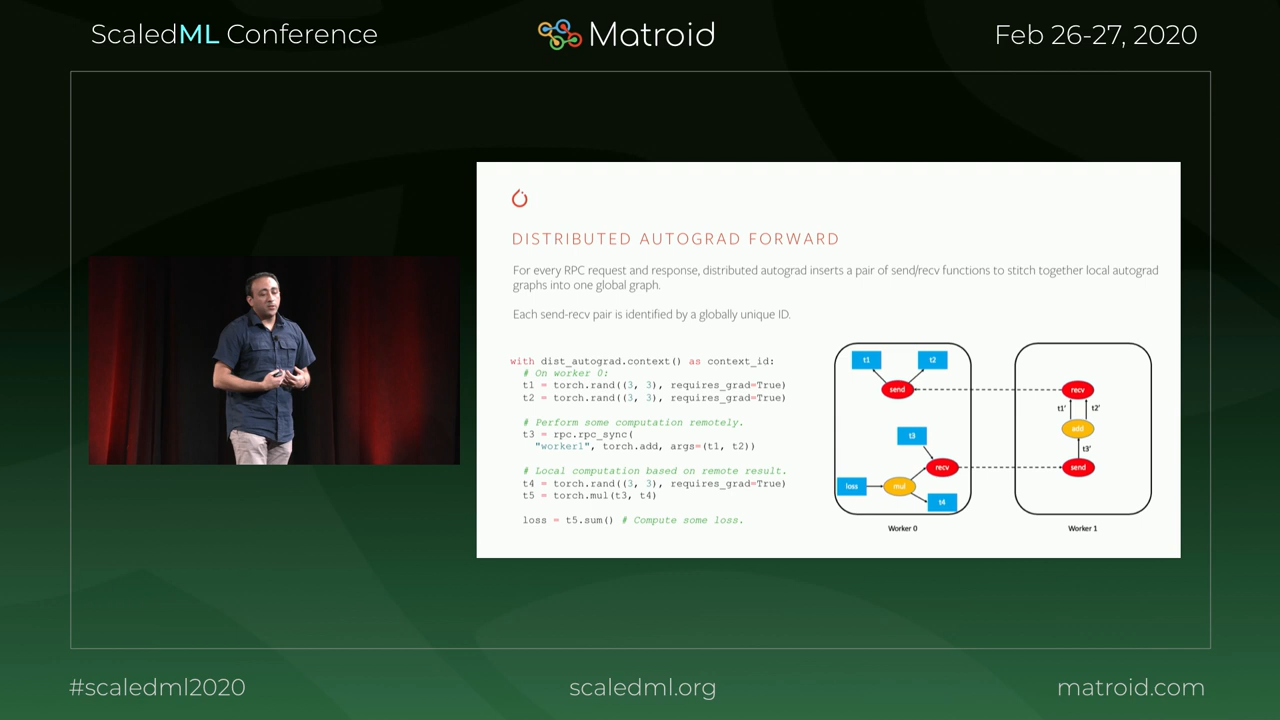 ScaledML Conference
Matroid
Feb 26-27, 2020
DISTRIBUTED AUTOGRAD FORWARD
For every RPC request and response, distributed autograd inserts a pair of send/recv functions to stitch together local autograd
graphs into one global graph.
Each send-recv pair is identified by a globally unique ID.
with dist_autograd.context() as context_id:
# On worker 0:
t1 = torch.rand((3, 3), requires_grad=True)
t2 = torch.rand((3, 3), requires_grad=True)
# Perform some computation remotely.
t3 = rpc.rpc_sync(
"worker1", torch.add, args=(t1, t2))
# Local computation based on remote result.
t4 = torch.rand((3, 3), requires_grad=True)
t5 = torch.mul(t3, t4)
loss = t5.sum() # Compute some loss.
t1
t2
send
recv
t1'
t2'
add
t3
t3'
recv
send
loss
mul
t4
Worker 0
Worker 1
#scaledml2020
scaledml.org
matroid.com